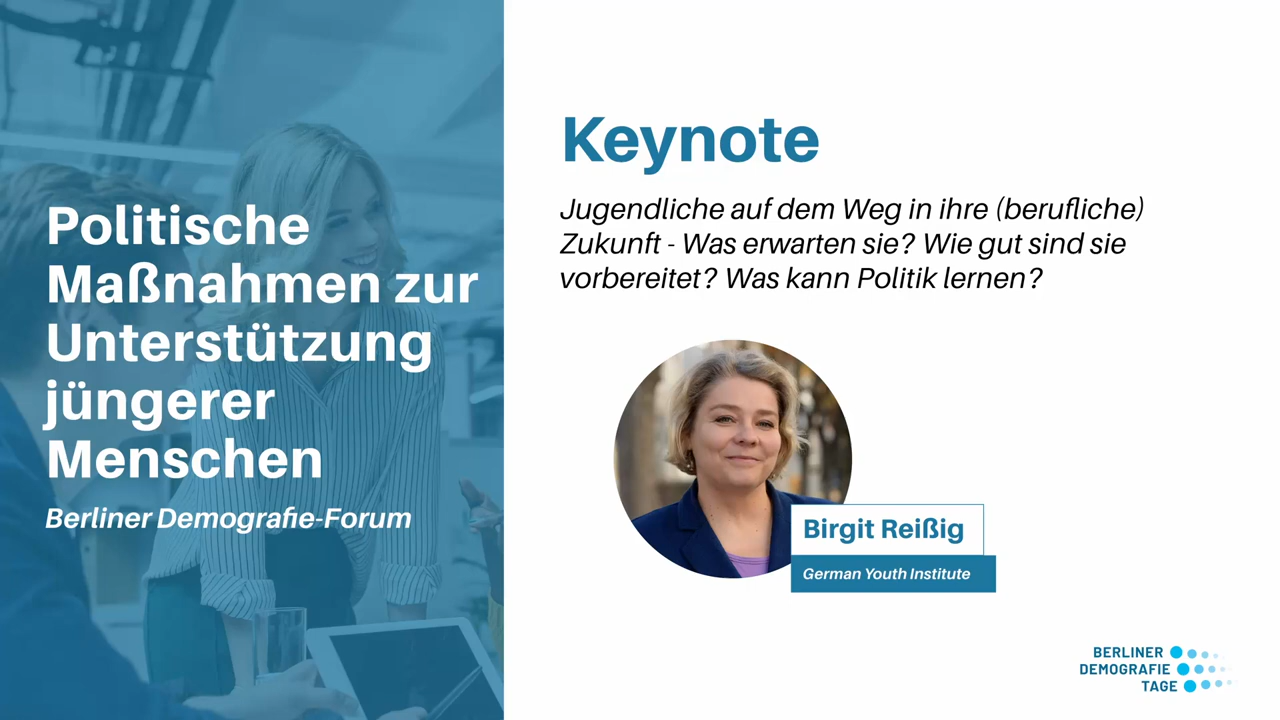 Politische
Maßnahmen zur
Unterstützung
jüngerer
Menschen
Berliner Demografie-Forum
Keynote
Jugendliche auf dem Weg in ihre (berufliche)
Zukunft - Was erwarten sie? Wie gut sind sie
vorbereitet? Was kann Politik lernen?
Birgit Reißig
German Youth Institute
BERLINER
DEMOGRAFIE
TAGE